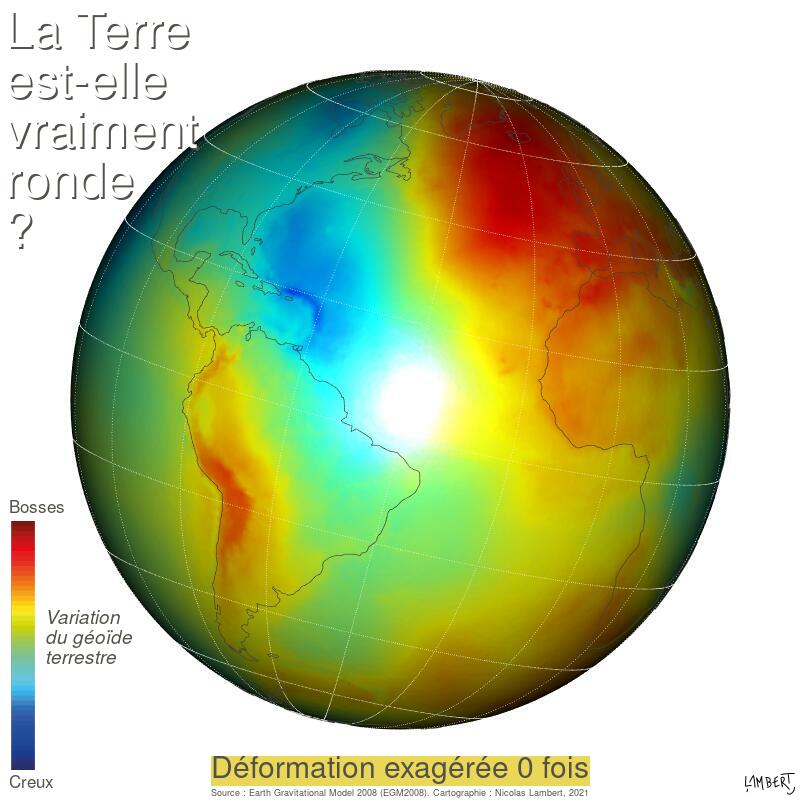 La Terre
est-elle
vraiment
ronde
?
Bosses
Variation
du géoïde
terrestre
Creux
Déformation exagérée 0 fois
Source : Earth Gravitational Model 2008 (EGM2008). Cartographie : Nicolas Lambert, 2021
LAMBERT